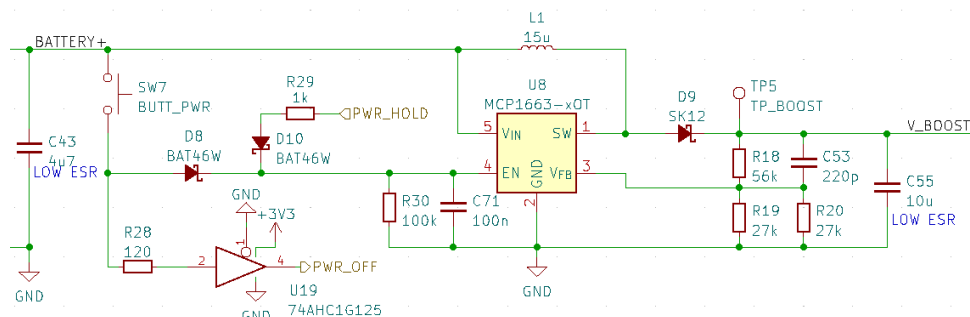 L1
15u
BATTERY+
SW7
BUTT_PWR
R29
1k
PWR_HOLD
U8
MCP1663-xOT
D9
SK12
TP5
TP_BOOST
V_BOOST
C43
4u7
LOW ESR
D8
BAT46W
D10
BAT46W
5
VIN
SW
1
4
EN
GND
VFB
3
2
R18
56k
C53
220p
C55
10u
LOW ESR
R30
100k
C71
100n
R19
27k
R20
27k
GND
+3V3
1
R28
120
2
4
PWR_OFF
U19
74AHC1G125
GND
GND
GND